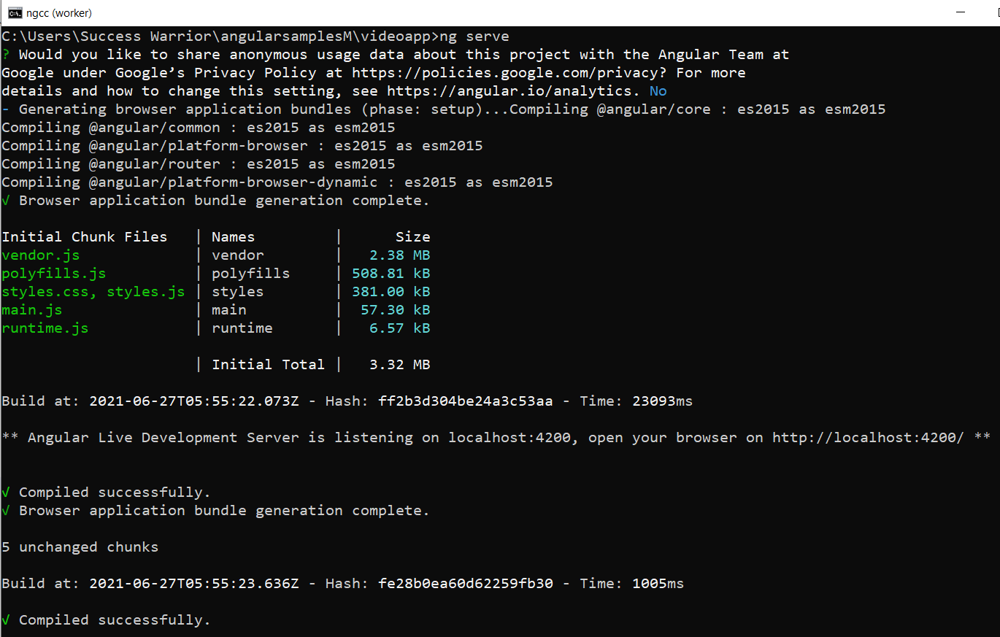 ngcc (worker)
C:\Users\Success Warrior\angularsamplesM\videoapp>ng serve
? Would you like to share anonymous usage data about this project with the Angular Team at
Google under Google’s Privacy Policy at https://policies.google.com/privacy? For more
details and how to change this setting, see https://angular.io/analytics. No
- Generating browser application bundles (phase: setup)...Compiling @angular/core : es2015 as esm2015
Compiling @angular/common : es2015 as esm2015
Compiling @angular/platform-browser : es2015 as esm2015
Compiling @angular/router : es2015 as esm2015
Compiling @angular/platform-browser-dynamic : es2015 as esm2015
√ Browser application bundle generation complete.
Initial Chunk Files | Names | Size
vendor.js | vendor | 2.38 MB
polyfills.js | polyfills | 508.81 kB
styles.css, styles.js | styles | 381.00 kB
main.js | main | 57.30 kB
runtime.js | runtime | 6.57 kB
| Initial Total | 3.32 MB
Build at: 2021-06-27T05:55:22.073Z - Hash: ff2b3d304be24a3c53aa - Time: 23093ms
** Angular Live Development Server is listening on localhost:4200, open your browser on http://localhost:4200/ **
√ Compiled successfully.
√ Browser application bundle generation complete.
5 unchanged chunks
Build at: 2021-06-27T05:55:23.636Z - Hash: fe28b0ea60d62259fb30 - Time: 1005ms
√ Compiled successfully.